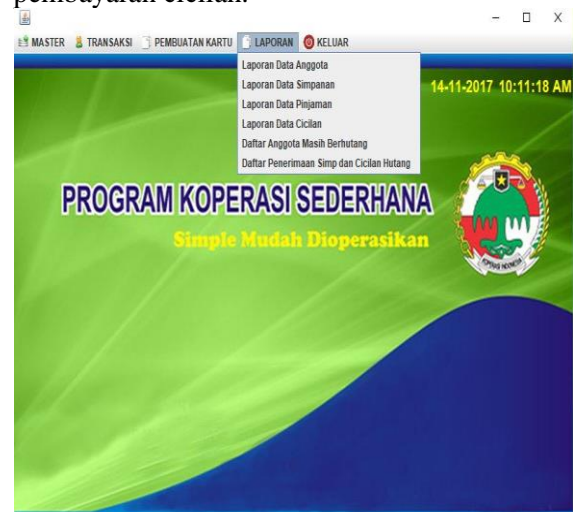 pembayaran cicilan.
MASTER TRANSAKSI PEMBUATAN KARTU LAPORAN KELUAR
Laporan Data Anggota
Laporan Data Simpanan
Laporan Data Pinjaman
Laporan Data Cicilan
Daftar Anggota Masih Berhutang
Daftar Penerimaan Simp dan Cicilan Hutang
14-11-2017 10:11:18 AM
PROGRAM KOPERASI SEDERHANA
Simple Mudah Dioperasikan
KOPERASI INDONESIA